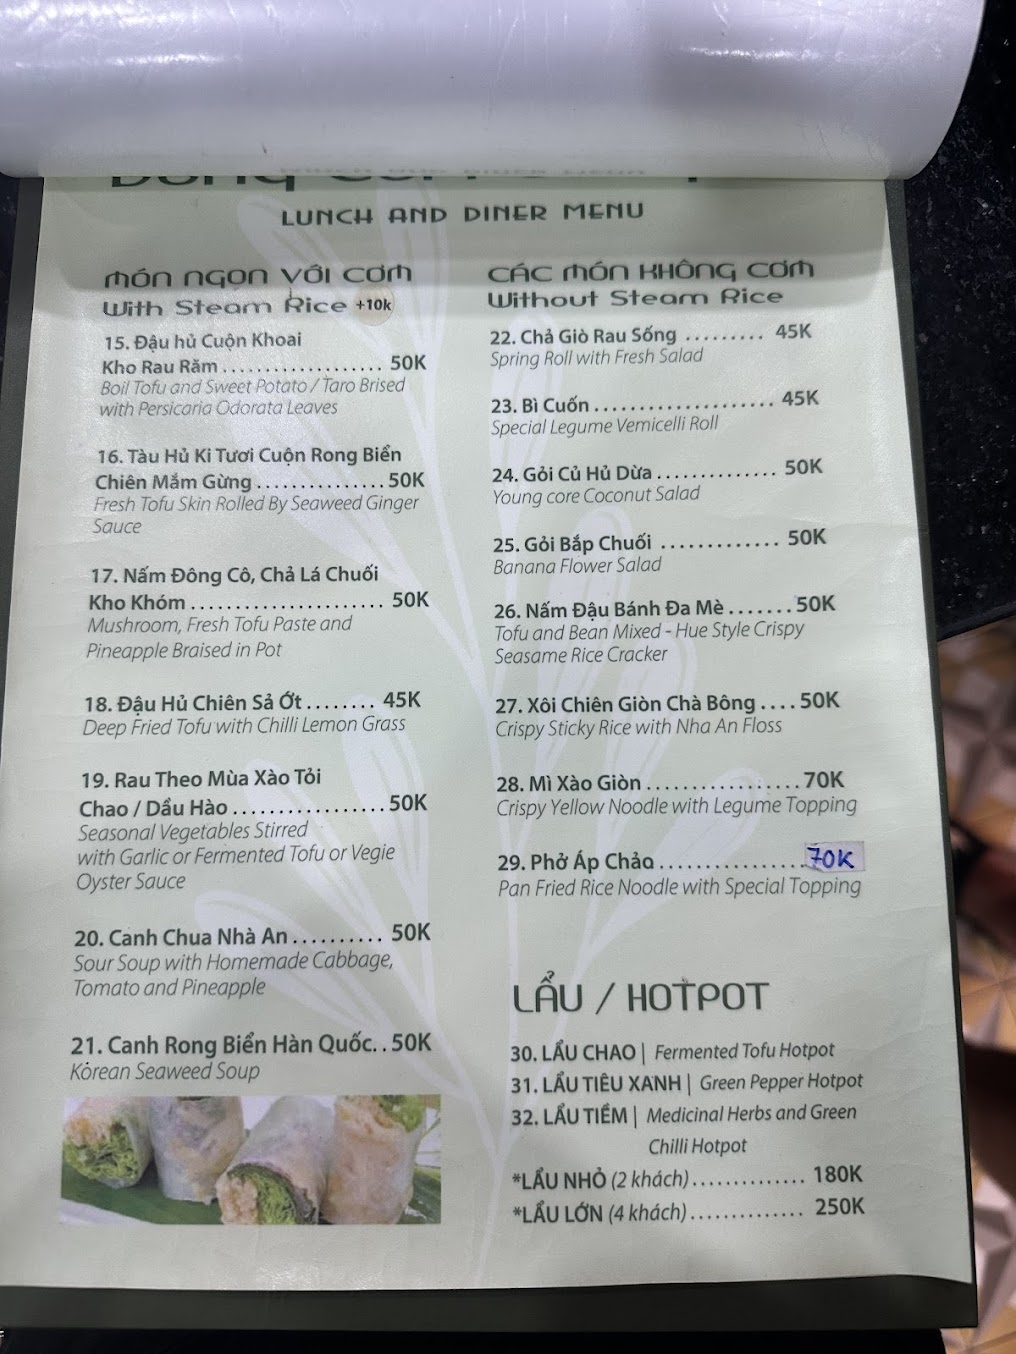 LUNCH AND DINER MENU
MÓN NGON VỚI CƠM
With Steam Rice +10k
15. Đậu hủ Cuộn Khoai
Kho Rau Răm ................... 50K
Boil Tofu and Sweet Potato / Taro Brised
with Persicaria Odorata Leaves
16. Tàu Hủ Ki Tươi Cuộn Rong Biển
Chiên Mắm Gừng ............... 50K
Fresh Tofu Skin Rolled By Seaweed Ginger
Sauce
17. Nấm Đông Cô, Chả Lá Chuối
Kho Khóm ...................... 50K
Mushroom, Fresh Tofu Paste and
Pineapple Braised in Pot
18. Đậu Hủ Chiên Sả Ớt ........ 45K
Deep Fried Tofu with Chilli Lemon Grass
19. Rau Theo Mùa Xào Tỏi
Chao / Dầu Hào ................. 50K
Seasonal Vegetables Stirred
with Garlic or Fermented Tofu or Vegie
Oyster Sauce
20. Canh Chua Nhà An .......... 50K
Sour Soup with Homemade Cabbage,
Tomato and Pineapple
21. Canh Rong Biển Hàn Quốc.. 50K
Korean Seaweed Soup
CÁC MÓN KHÔNG CƠM
Without Steam Rice
22. Chả Giò Rau Sống ......... 45K
Spring Roll with Fresh Salad
23. Bì Cuốn .................... 45K
Special Legume Vemicelli Roll
24. Gỏi Củ Hủ Dừa ............. 50K
Young core Coconut Salad
25. Gỏi Bắp Chuối ............. 50K
Banana Flower Salad
26. Nấm Đậu Bánh Đa Mè ....... 50K
Tofu and Bean Mixed - Hue Style Crispy
Seasame Rice Cracker
27. Xôi Chiên Giòn Chà Bông .... 50K
Crispy Sticky Rice with Nha An Floss
28. Mì Xào Giòn .................. 70K
Crispy Yellow Noodle with Legume Topping
29. Phở Áp Chảo ................. 70K
Pan Fried Rice Noodle with Special Topping
LẨU / HOTPOT
30. LẨU CHAO | Fermented Tofu Hotpot
31. LẨU TIÊU XANH | Green Pepper Hotpot
32. LẨU TIỀM | Medicinal Herbs and Green
Chilli Hotpot
*LẨU NHỎ (2 khách) ............. 180K
*LẨU LỚN (4 khách) ............. 250K